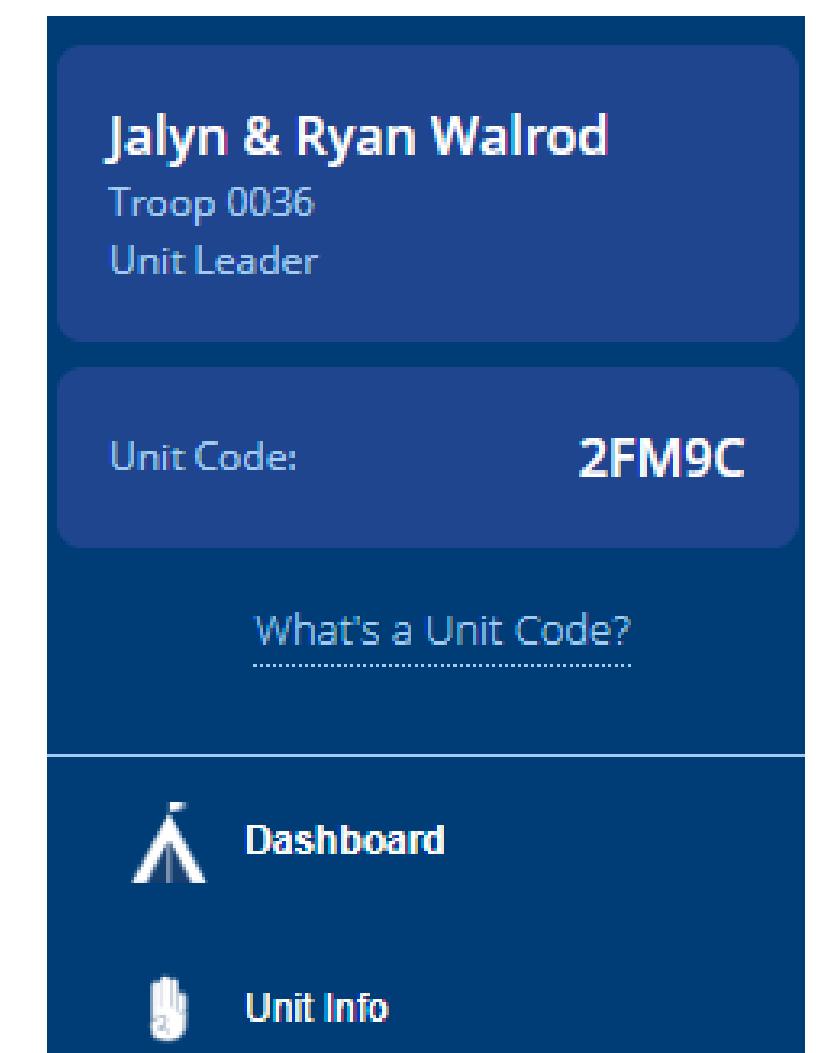 Jalyn & Ryan Walrod
Troop 0036
Unit Leader
Unit Code: 2FM9C
What's a Unit Code?
Dashboard
Unit Info